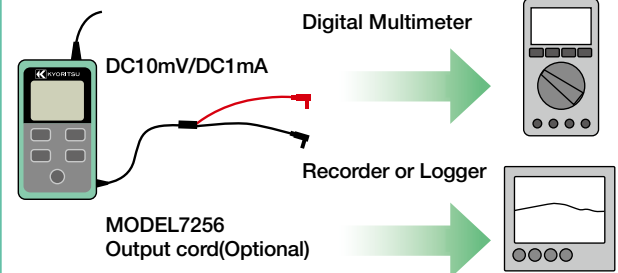 Digital Multimeter
KYORITSU
DC10mV/DC1mA
Recorder or Logger
MODEL7256
Output cord(Optional)